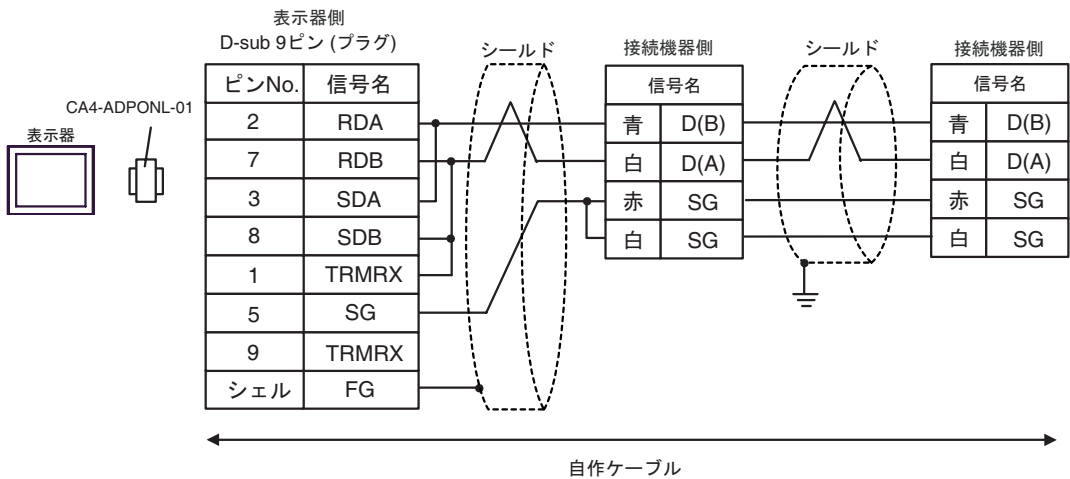 表示器側
D-sub 9ピン (プラグ)
シールド
接続機器側
シールド
接続機器側
CA4-ADPONL-01
表示器
ピンNo. 信号名
2 RDA
7 RDB
3 SDA
8 SDB
1 TRMRX
5 SG
9 TRMRX
シェル FG
信号名
青 D(B)
白 D(A)
赤 SG
白 SG
信号名
青 D(B)
白 D(A)
赤 SG
白 SG
自作ケーブル